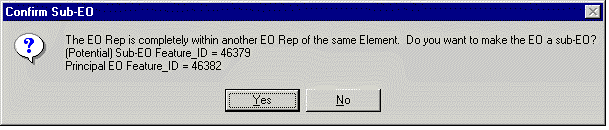 Confirm Sub-EO
The EO Rep is completely within another EO Rep of the same Element.  Do you want to make the EO a sub-EO?
(Potential) Sub-EO Feature_ID = 46379
Principal EO Feature_ID = 46382
Yes
No